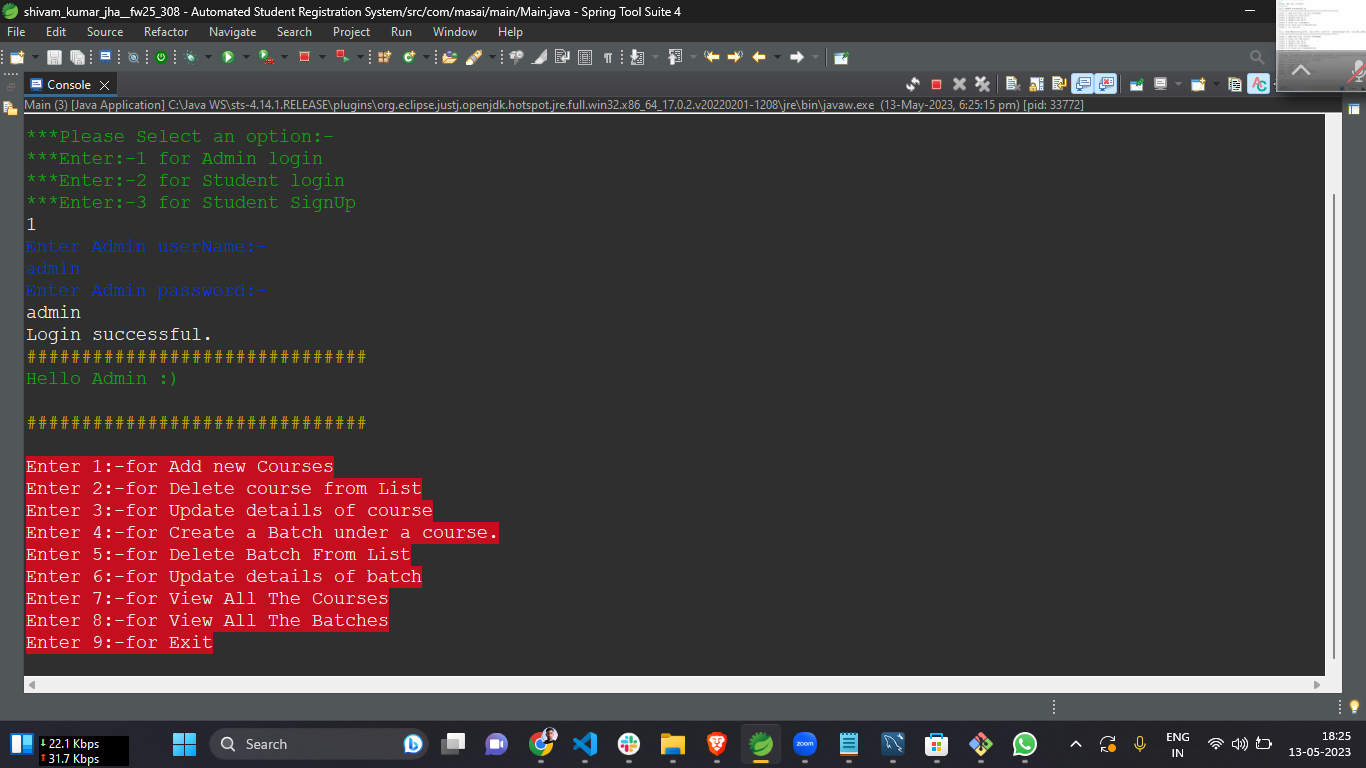 shivam_kumar_jha__fw25_308 - Automated Student Registration System/src/com/masai/main/Main.java - Spring Tool Suite 4
File Edit Source Refactor Navigate Search Project Run Window Help
Console
Main (3) [Java Application] C:\Java WS\sts-4.14.1.RELEASE\plugins\org.eclipse.justj.openjdk.hotspot.jre.full.win32.x86_64_17.0.2.v20220201-1208\jre\bin\javaw.exe (13-May-2023, 6:25:15 pm) [pid: 33772]
***Please Select an option:-
***Enter:-1 for Admin login
***Enter:-2 for Student login
***Enter:-3 for Student SignUp
1
Enter Admin userName:-
admin
Enter Admin password:-
admin
Login successful.
###############################
Hello Admin :)
###############################
Enter 1:-for Add new Courses
Enter 2:-for Delete course from List
Enter 3:-for Update details of course
Enter 4:-for Create a Batch under a course.
Enter 5:-for Delete Batch From List
Enter 6:-for Update details of batch
Enter 7:-for View All The Courses
Enter 8:-for View All The Batches
Enter 9:-for Exit
↓ 22.1 Kbps
↑ 31.7 Kbps
Search
zoom
ENG
IN
18:25
13-05-2023